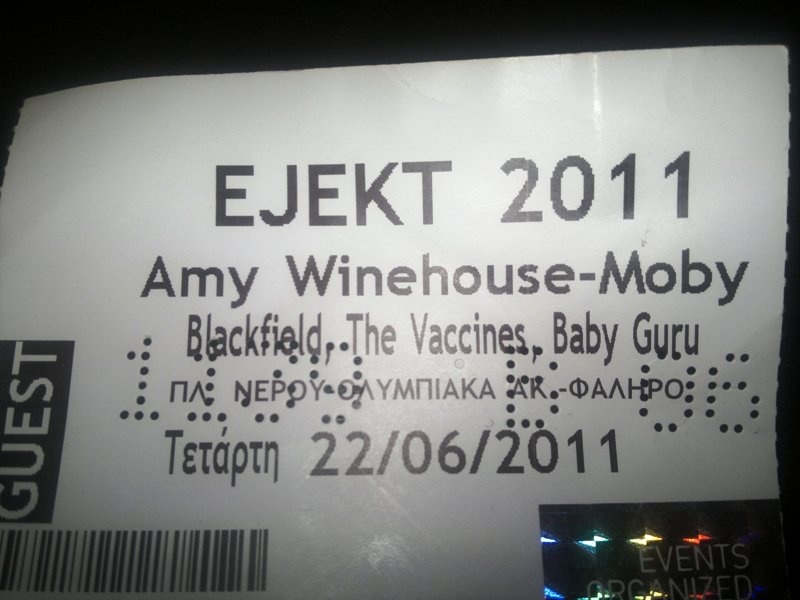 EJEKT 2011
Amy Winehouse-Moby
Blackfield, The Vaccines, Baby Guru
ΠΛ ΝΕΡΟΥ-ΟΛΥΜΠΙΑΚΑ ΑΚ.-ΦΑΛΗΡΟ
Τετάρτη 22/06/2011
GUEST
EVENTS
ORGANIZED